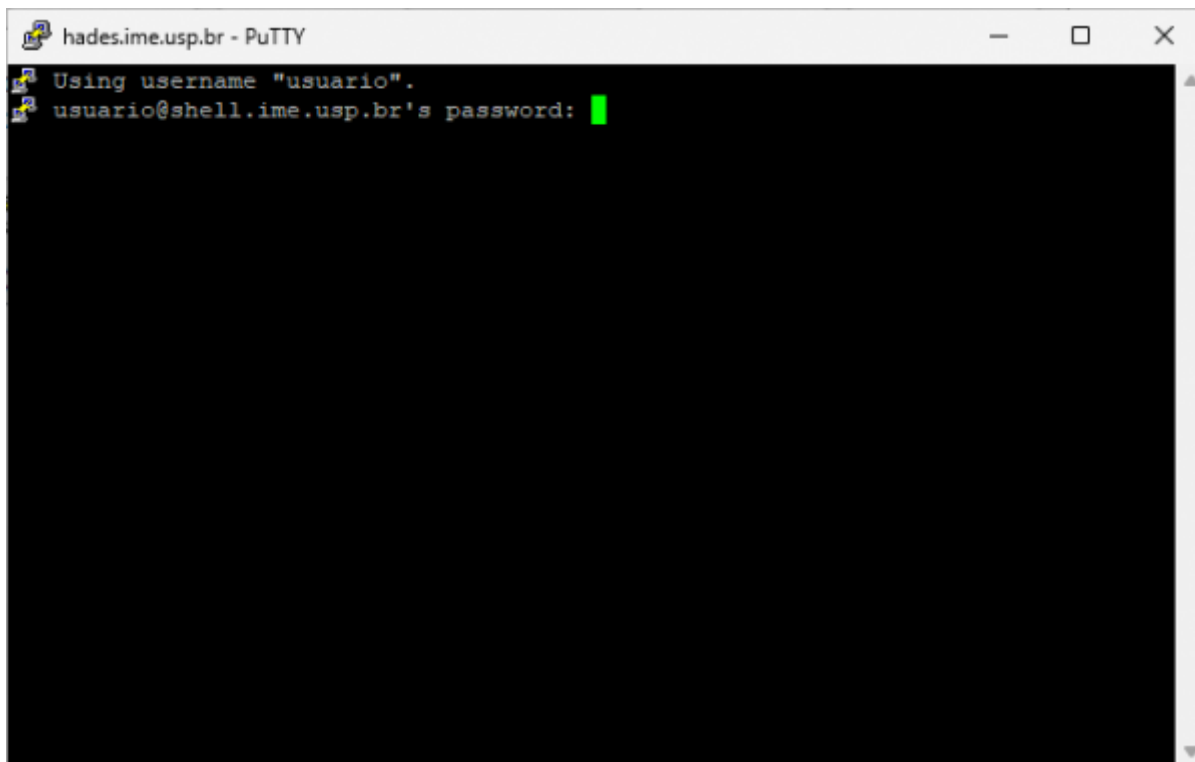 hades.ime.usp.br - PuTTY
Using username "usuario".
usuario@shell.ime.usp.br's password: